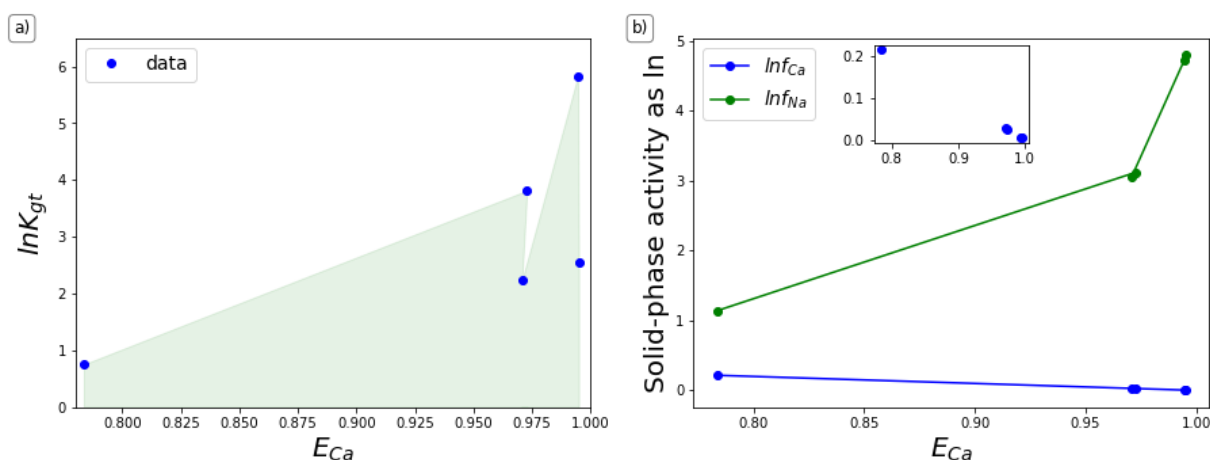 a)
data
lnK_gt
6
5
4
3
2
1
0
0.800 0.825 0.850 0.875 0.900 0.925 0.950 0.975 1.000
E_Ca
b)
lnf_Ca
lnf_Na
Solid-phase activity as ln
5
4
3
2
1
0
0.2
0.1
0.0
0.8 0.9 1.0
0.80 0.85 0.90 0.95 1.00
E_Ca